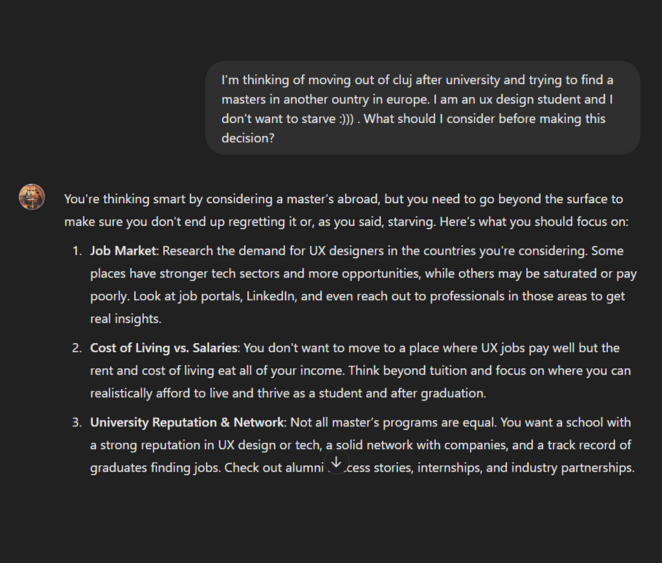 I'm thinking of moving out of cluj after university and trying to find a
masters in another ountry in europe. I am an ux design student and I
don't want to starve :))) . What should I consider before making this
decision?
You're thinking smart by considering a master's abroad, but you need to go beyond the surface to
make sure you don't end up regretting it or, as you said, starving. Here's what you should focus on:
1. Job Market: Research the demand for UX designers in the countries you're considering. Some
places have stronger tech sectors and more opportunities, while others may be saturated or pay
poorly. Look at job portals, LinkedIn, and even reach out to professionals in those areas to get
real insights.
2. Cost of Living vs. Salaries: You don't want to move to a place where UX jobs pay well but the
rent and cost of living eat all of your income. Think beyond tuition and focus on where you can
realistically afford to live and thrive as a student and after graduation.
3. University Reputation & Network: Not all master's programs are equal. You want a school with
a strong reputation in UX design or tech, a solid network with companies, and a track record of
graduates finding jobs. Check out alumni stories, internships, and industry partnerships.